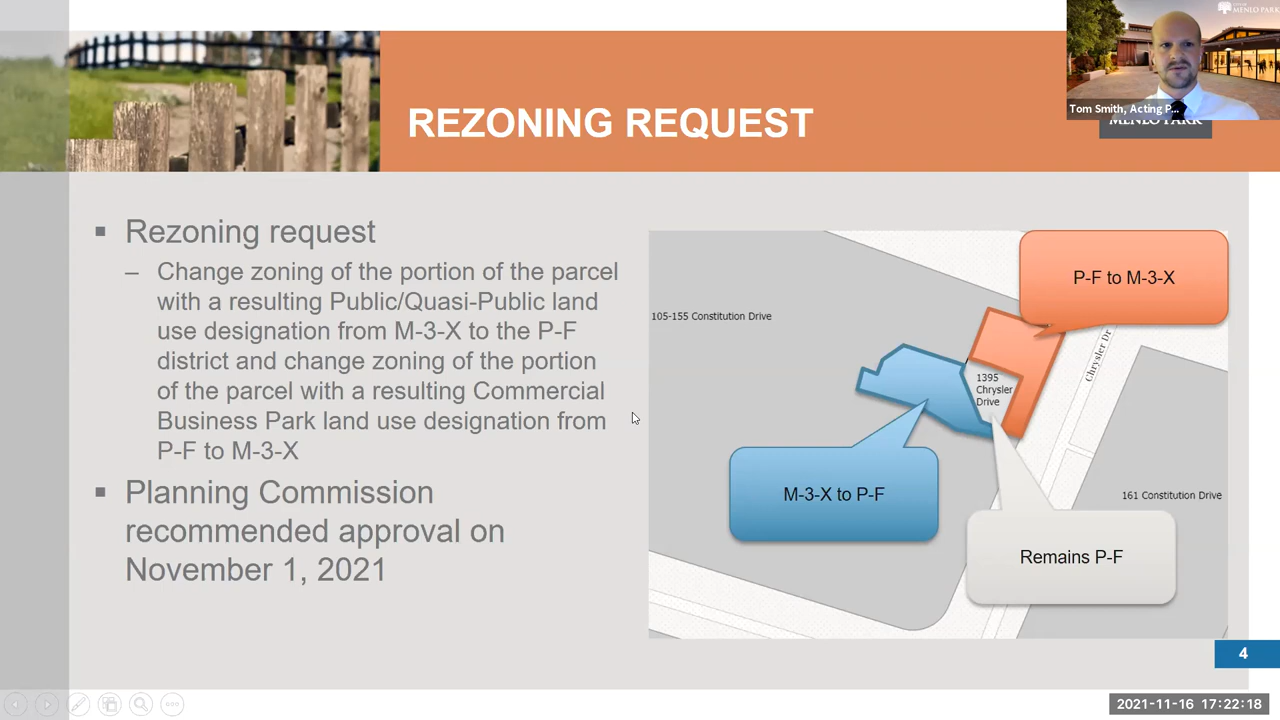 MENLO PARK
Tom Smith, Acting P...
MENLO PARK
REZONING REQUEST
▪ Rezoning request
– Change zoning of the portion of the parcel
with a resulting Public/Quasi-Public land
use designation from M-3-X to the P-F
district and change zoning of the portion
of the parcel with a resulting Commercial
Business Park land use designation from
P-F to M-3-X
▪ Planning Commission
recommended approval on
November 1, 2021
P-F to M-3-X
105-155 Constitution Drive
Chrysler Dr
1395
Chrysler
Drive
M-3-X to P-F
161 Constitution Drive
Remains P-F
4
2021-11-16 17:22:18